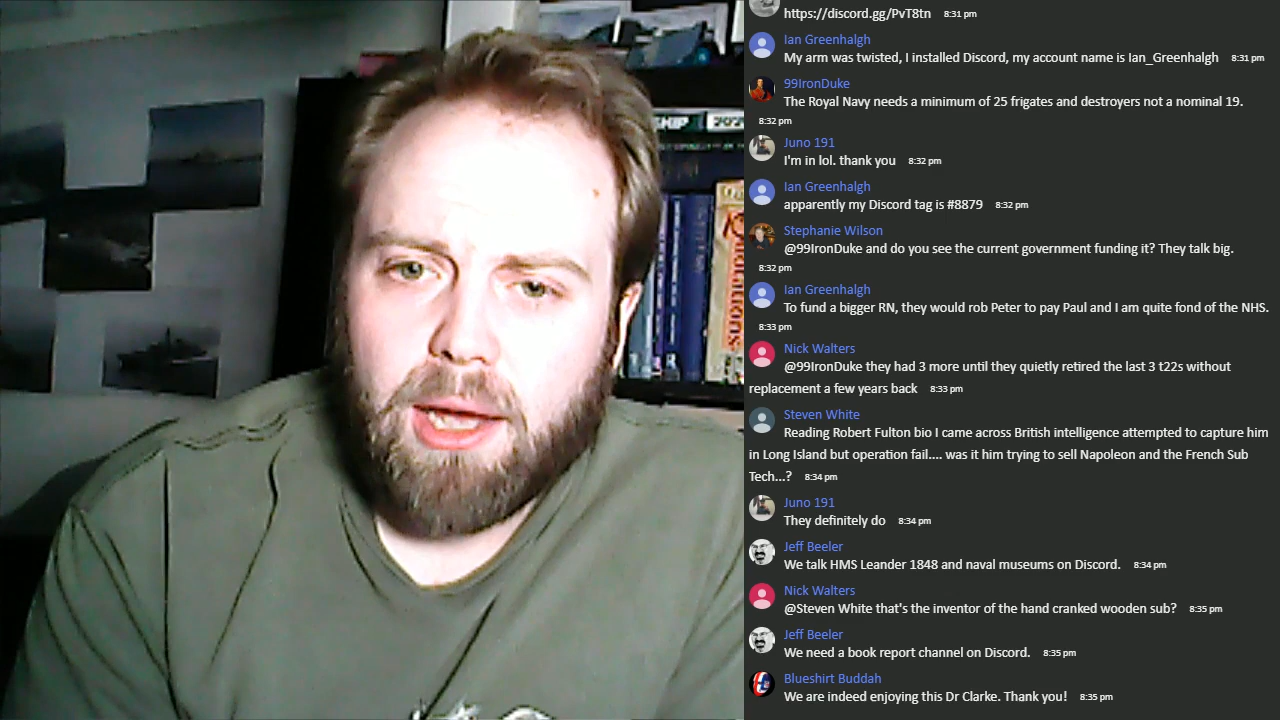 https://discord.gg/PvT8tn 8:31 pm
Ian Greenhalgh
My arm was twisted, I installed Discord, my account name is Ian_Greenhalgh 8:31 pm
99IronDuke
The Royal Navy needs a minimum of 25 frigates and destroyers not a nominal 19.
8:32 pm
Juno 191
I'm in lol. thank you 8:32 pm
Ian Greenhalgh
apparently my Discord tag is #8879 8:32 pm
Stephanie Wilson
@99IronDuke and do you see the current government funding it? They talk big.
8:32 pm
Ian Greenhalgh
To fund a bigger RN, they would rob Peter to pay Paul and I am quite fond of the NHS.
8:33 pm
Nick Walters
@99IronDuke they had 3 more until they quietly retired the last 3 t22s without
replacement a few years back 8:33 pm
Steven White
Reading Robert Fulton bio I came across British intelligence attempted to capture him
in Long Island but operation fail.... was it him trying to sell Napoleon and the French Sub
Tech...? 8:34 pm
Juno 191
They definitely do 8:34 pm
Jeff Beeler
We talk HMS Leander 1848 and naval museums on Discord. 8:34 pm
Nick Walters
@Steven White that's the inventor of the hand cranked wooden sub? 8:35 pm
Jeff Beeler
We need a book report channel on Discord. 8:35 pm
Blueshirt Buddah
We are indeed enjoying this Dr Clarke. Thank you! 8:35 pm